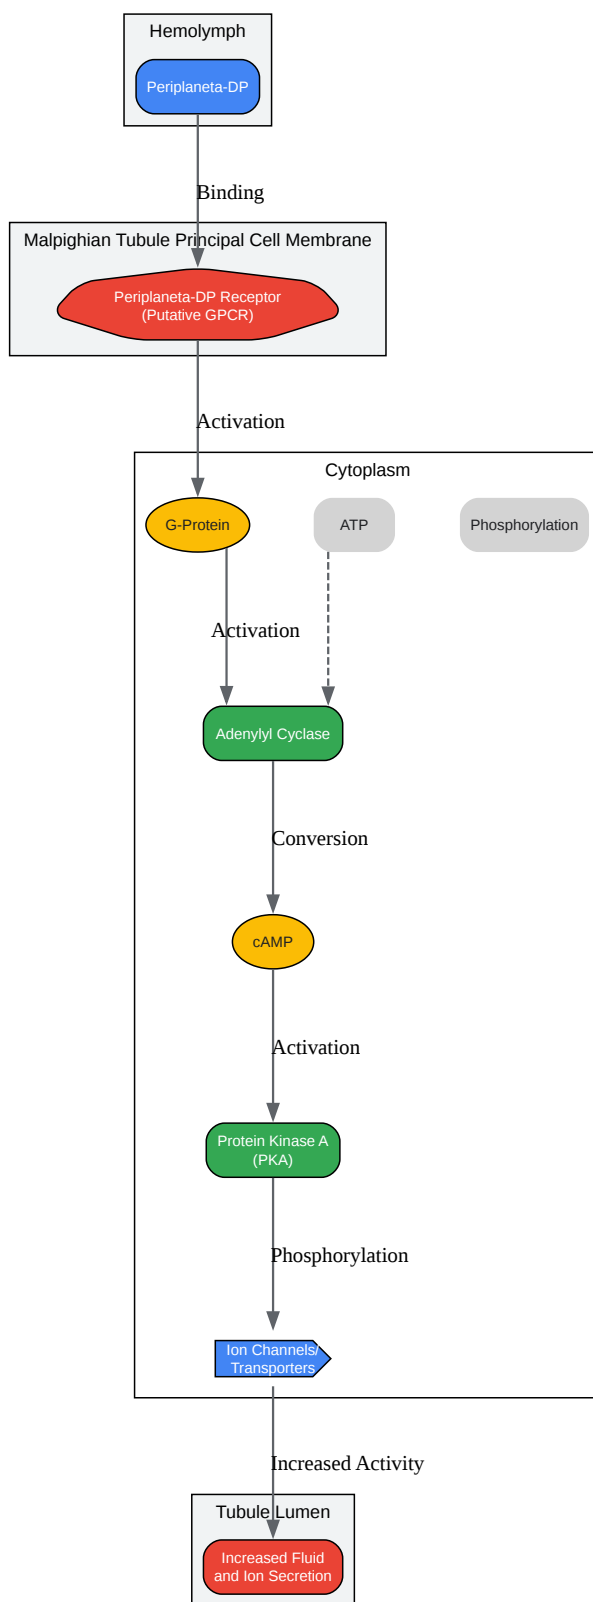 Hemolymph
Periplaneta-DP
Binding
Malpighian Tubule Principal Cell Membrane
Periplaneta-DP Receptor
(Putative GPCR)
Activation
Cytoplasm
G-Protein
ATP
Phosphorylation
Activation
Adenylyl Cyclase
Conversion
cAMP
Activation
Protein Kinase A
(PKA)
Phosphorylation
Ion Channels/
Transporters
Increased Activity
Tubule Lumen
Increased Fluid
and Ion Secretion